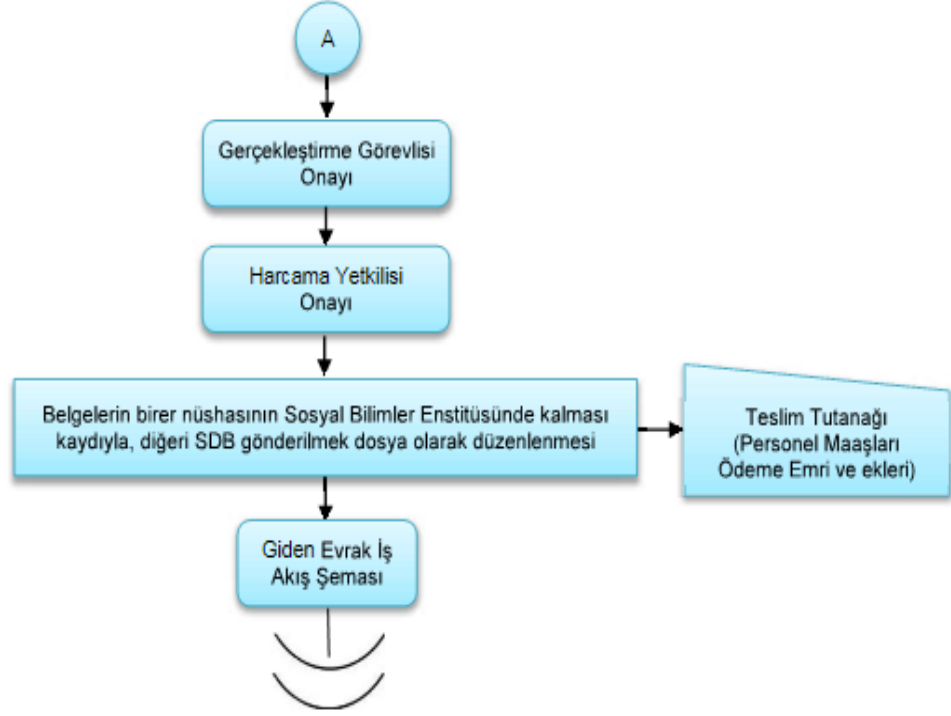 A
Gerçekleştirme Görevlisi
Onayı
Harcama Yetkilisi
Onayı
Belgelerin birer nüshasının Sosyal Bilimler Enstitüsünde kalması
kaydıyla, diğeri SDB gönderilmek dosya olarak düzenlenmesi
Teslim Tutanağı
(Personel Maaşları
Ödeme Emri ve ekleri)
Giden Evrak İş
Akış Şeması